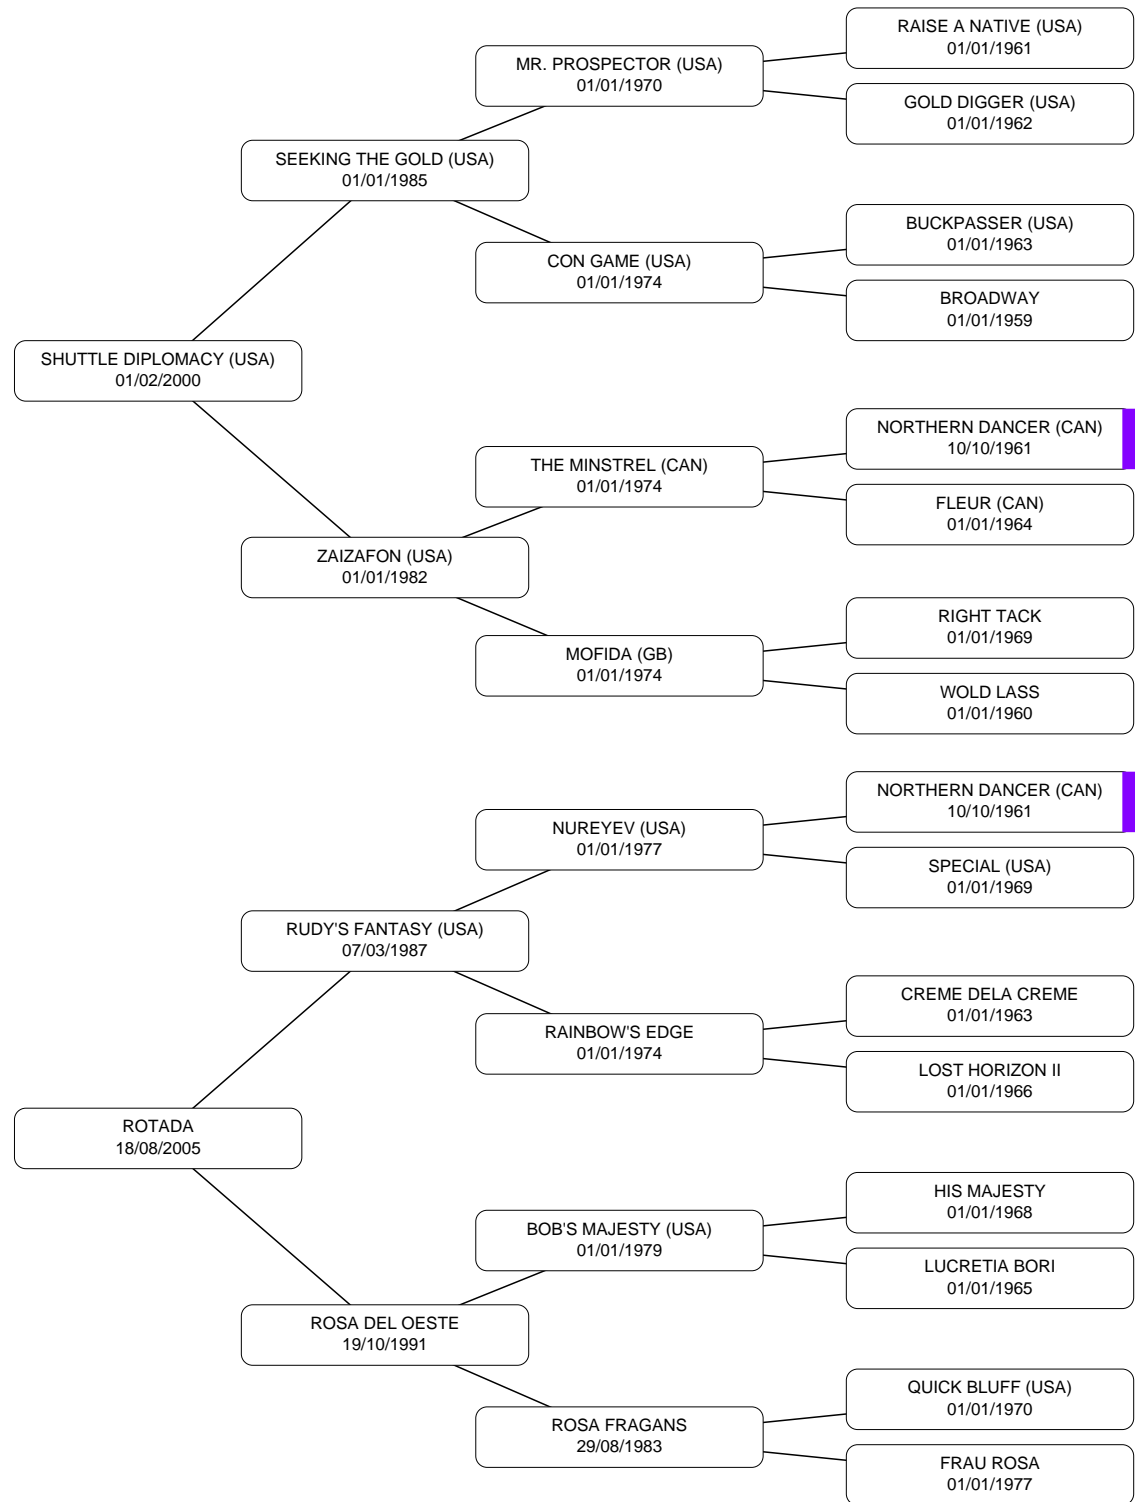 RAISE A NATIVE (USA)
01/01/1961
MR. PROSPECTOR (USA)
01/01/1970
GOLD DIGGER (USA)
01/01/1962
SEEKING THE GOLD (USA)
01/01/1985
BUCKPASSER (USA)
01/01/1963
CON GAME (USA)
01/01/1974
BROADWAY
01/01/1959
SHUTTLE DIPLOMACY (USA)
01/02/2000
NORTHERN DANCER (CAN)
10/10/1961
THE MINSTREL (CAN)
01/01/1974
FLEUR (CAN)
01/01/1964
ZAIZAFON (USA)
01/01/1982
RIGHT TACK
01/01/1969
MOFIDA (GB)
01/01/1974
WOLD LASS
01/01/1960
NORTHERN DANCER (CAN)
10/10/1961
NUREYEV (USA)
01/01/1977
SPECIAL (USA)
01/01/1969
RUDY'S FANTASY (USA)
07/03/1987
CREME DELA CREME
01/01/1963
RAINBOW'S EDGE
01/01/1974
LOST HORIZON II
01/01/1966
ROTADA
18/08/2005
HIS MAJESTY
01/01/1968
BOB'S MAJESTY (USA)
01/01/1979
LUCRETIA BORI
01/01/1965
ROSA DEL OESTE
19/10/1991
QUICK BLUFF (USA)
01/01/1970
ROSA FRAGANS
29/08/1983
FRAU ROSA
01/01/1977